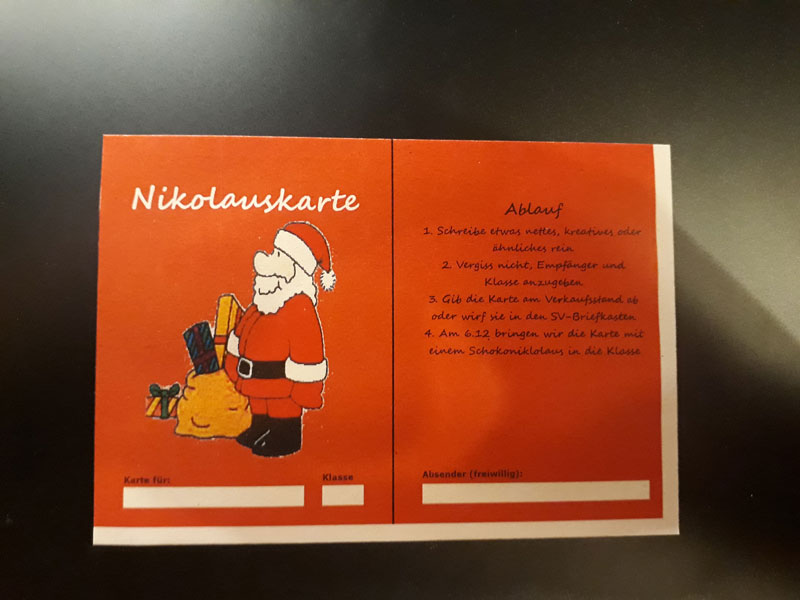 Nikolauskarte
Karte für:
Klasse
Ablauf
1. Schreibe etwas nettes, kreatives oder
ähnliches rein
2. Vergiss nicht, Empfänger und
Klasse anzugeben
3. Gib die Karte am Verkaufsstand ab
oder wirf sie in den SV-Briefkasten
4. Am 6.12 bringen wir die Karte mit
einem Schokoniklolaus in die Klasse
Absender (freiwillig):